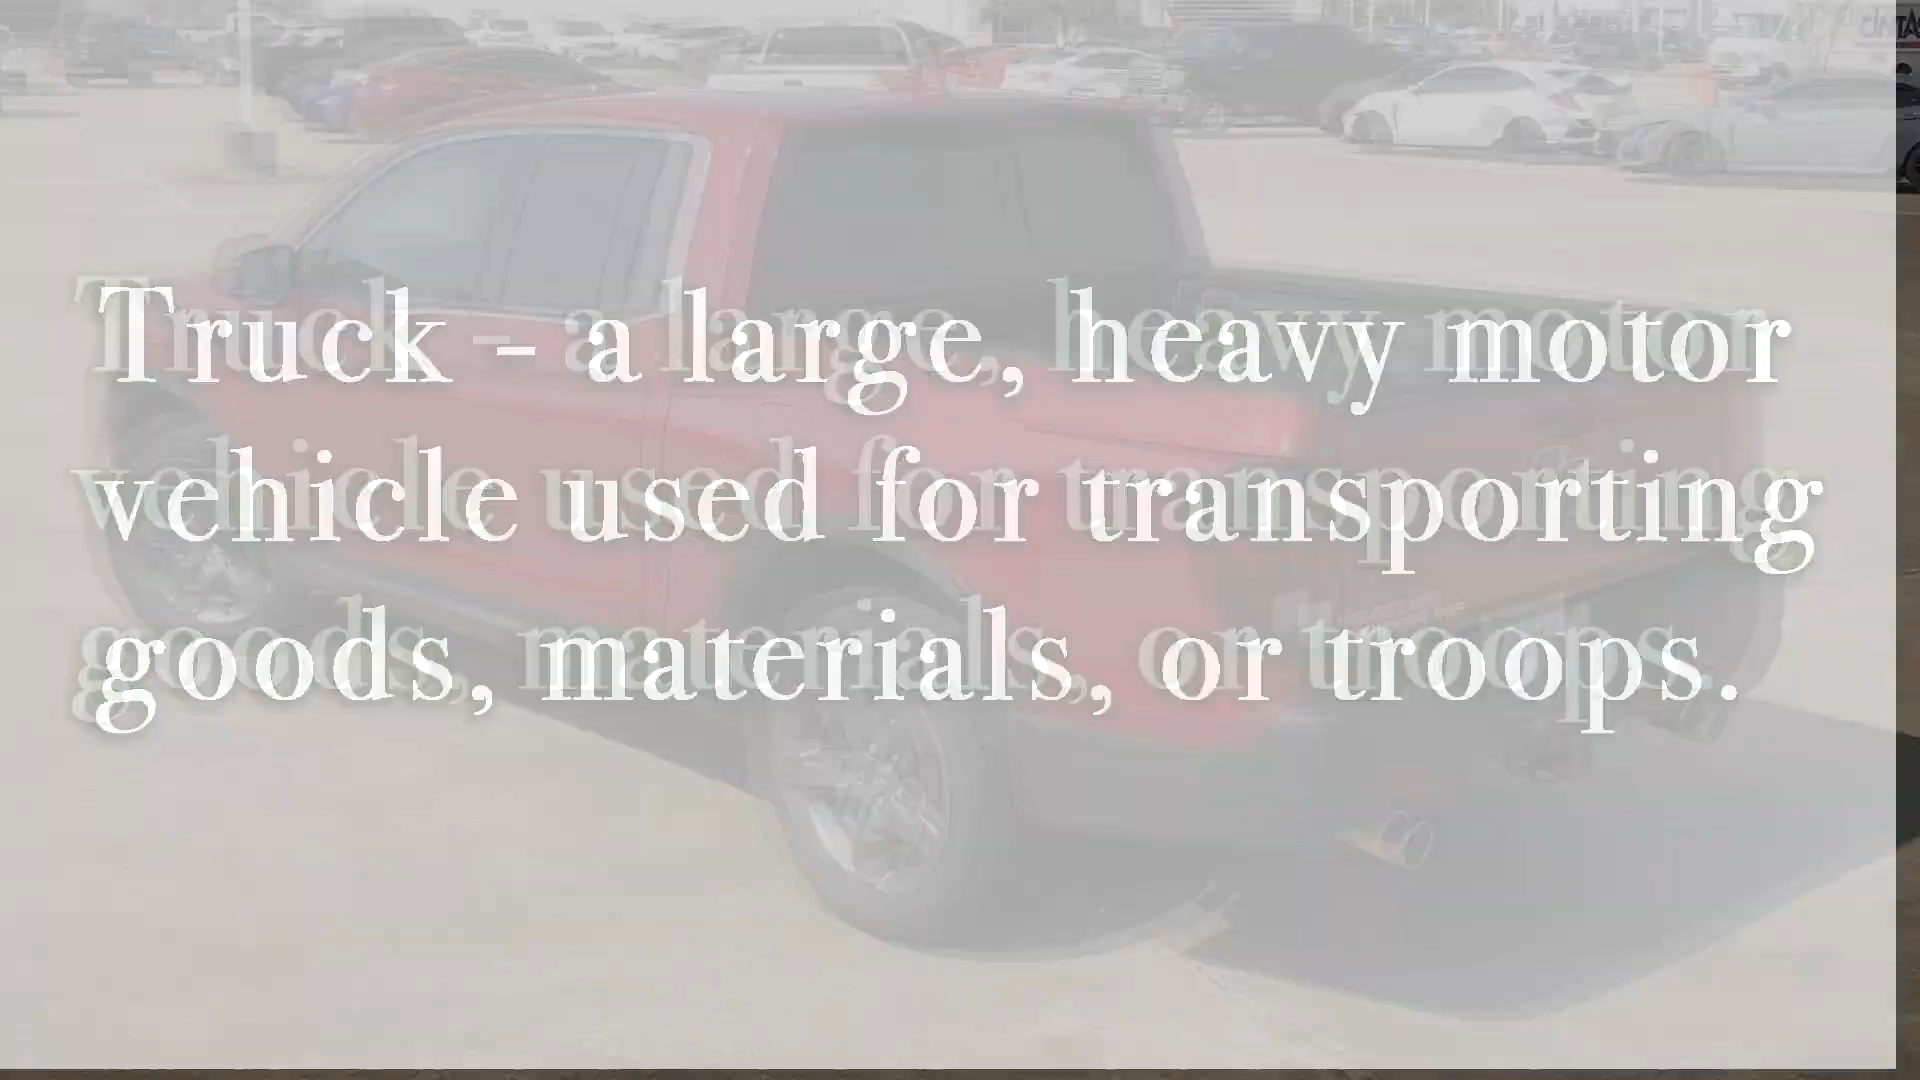 Truck - a large, heavy motor
vehicle used for transporting
goods, materials, or troops.